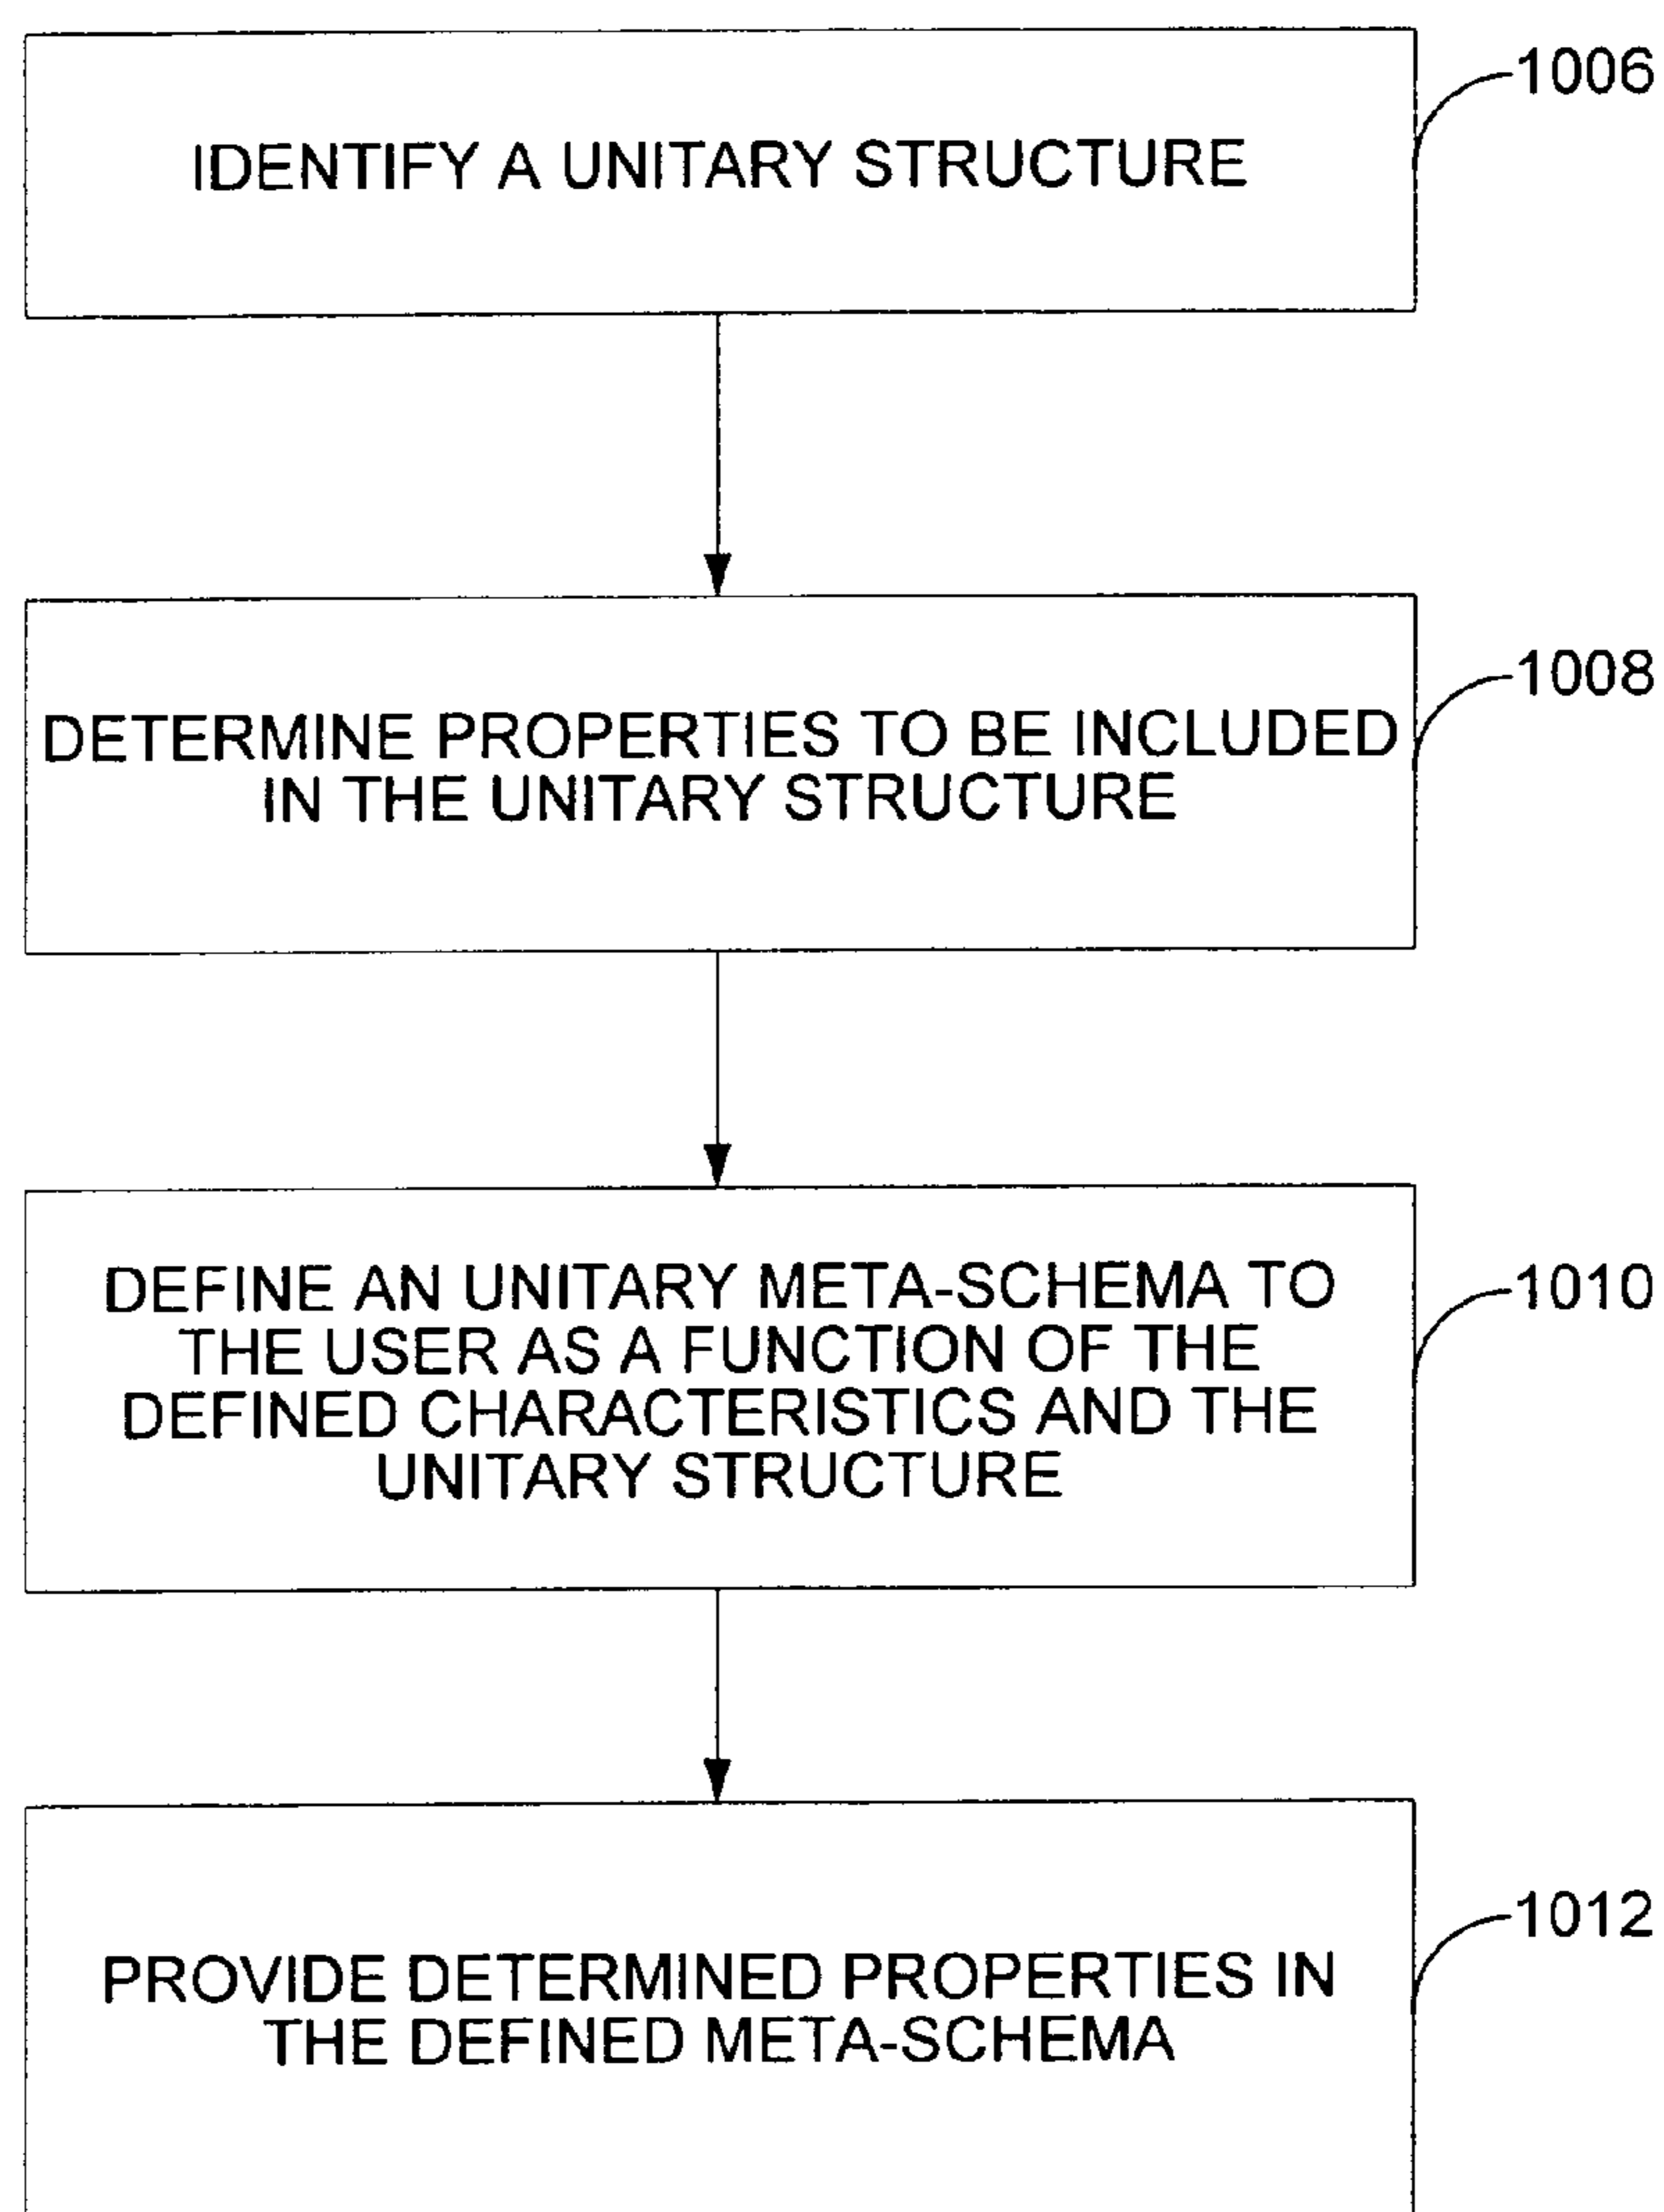 1006
IDENTIFY A UNITARY STRUCTURE
1008
DETERMINE PROPERTIES TO BE INCLUDED
IN THE UNITARY STRUCTURE
1010
DEFINE AN UNITARY META-SCHEMA TO
THE USER AS A FUNCTION OF THE
DEFINED CHARACTERISTICS AND THE
UNITARY STRUCTURE
1012
PROVIDE DETERMINED PROPERTIES IN
THE DEFINED META-SCHEMA